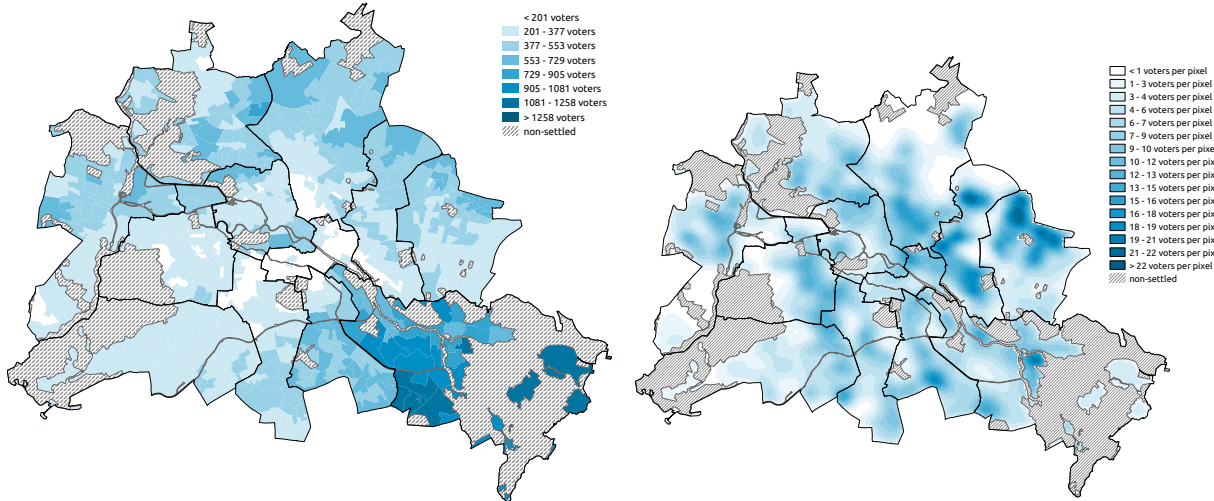 < 201 voters
201 - 377 voters
377 - 553 voters
553 - 729 voters
729 - 905 voters
905 - 1081 voters
1081 - 1258 voters
> 1258 voters
non-settled
< 1 voters per pixel
1 - 3 voters per pixel
3 - 4 voters per pixel
4 - 6 voters per pixel
6 - 7 voters per pixel
7 - 9 voters per pixel
9 - 10 voters per pixel
10 - 12 voters per pix
12 - 13 voters per pix
13 - 15 voters per pix
15 - 16 voters per pix
16 - 18 voters per pix
18 - 19 voters per pix
19 - 21 voters per pix
21 - 22 voters per pix
> 22 voters per pixel
non-settled